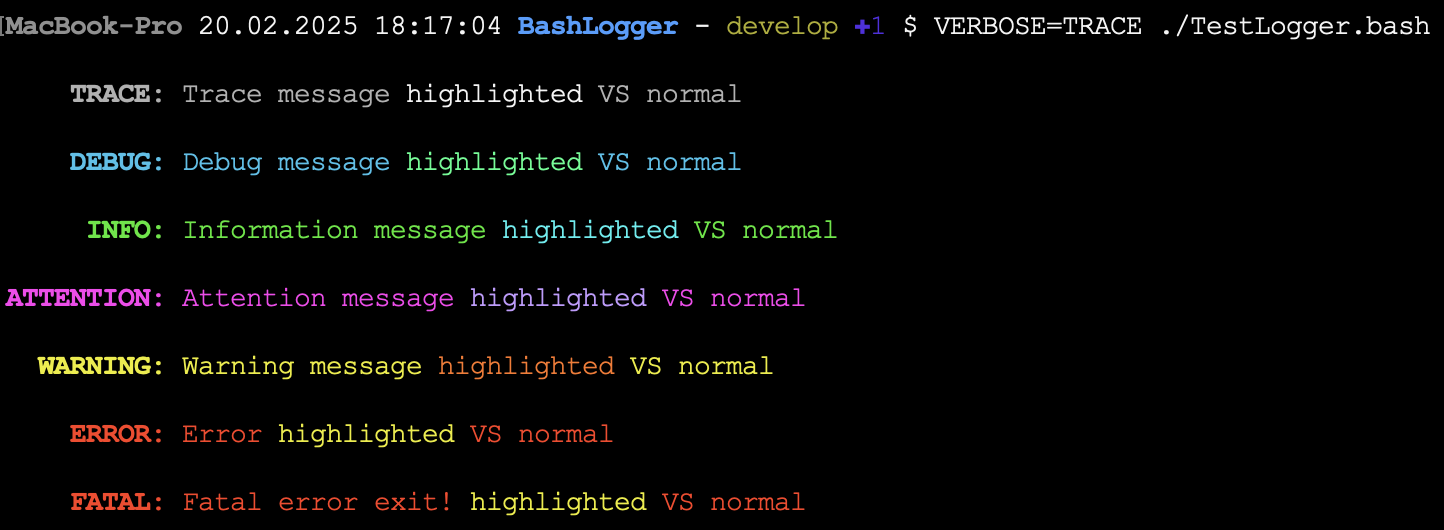 [MacBook-Pro 20.02.2025 18:17:04 BashLogger - develop +1 $ VERBOSE=TRACE ./TestLogger.bash
TRACE: Trace message highlighted VS normal
DEBUG: Debug message highlighted VS normal
INFO: Information message highlighted VS normal
ATTENTION: Attention message highlighted VS normal
WARNING: Warning message highlighted VS normal
ERROR: Error highlighted VS normal
FATAL: Fatal error exit! highlighted VS normal